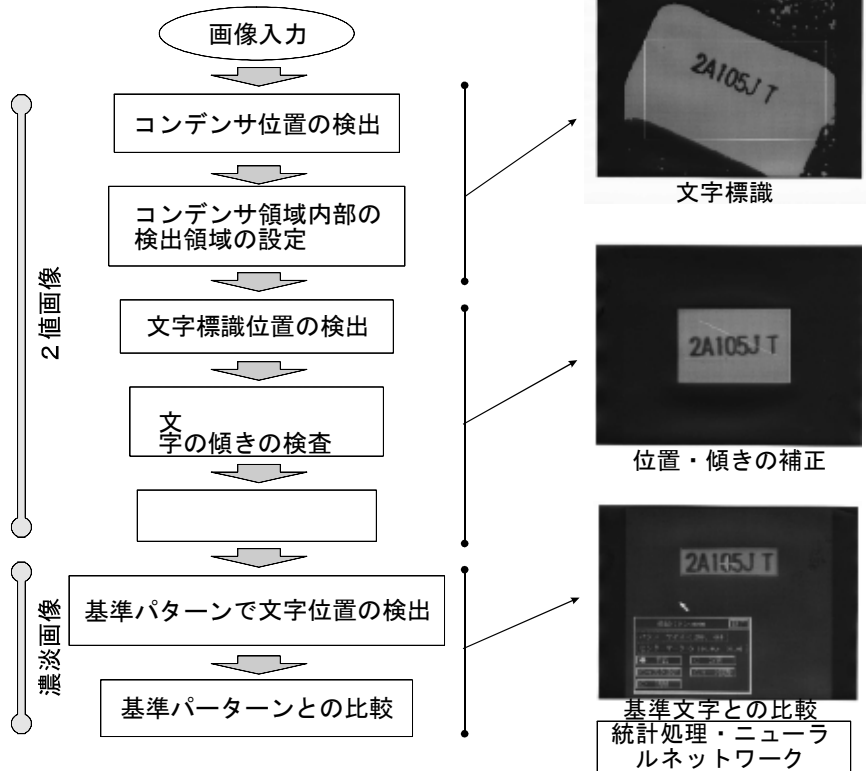 画像入力
コンデンサ位置の検出
コンデンサ領域内部の
検出領域の設定
文字標識位置の検出
文
字の傾きの検査
基準パターンで文字位置の検出
基準パーターンとの比較
２値画像
濃淡画像
2A105J T
文字標識
2A105J T
位置・傾きの補正
2A105J T
基準文字との比較
統計処理・ニューラ
ルネットワーク